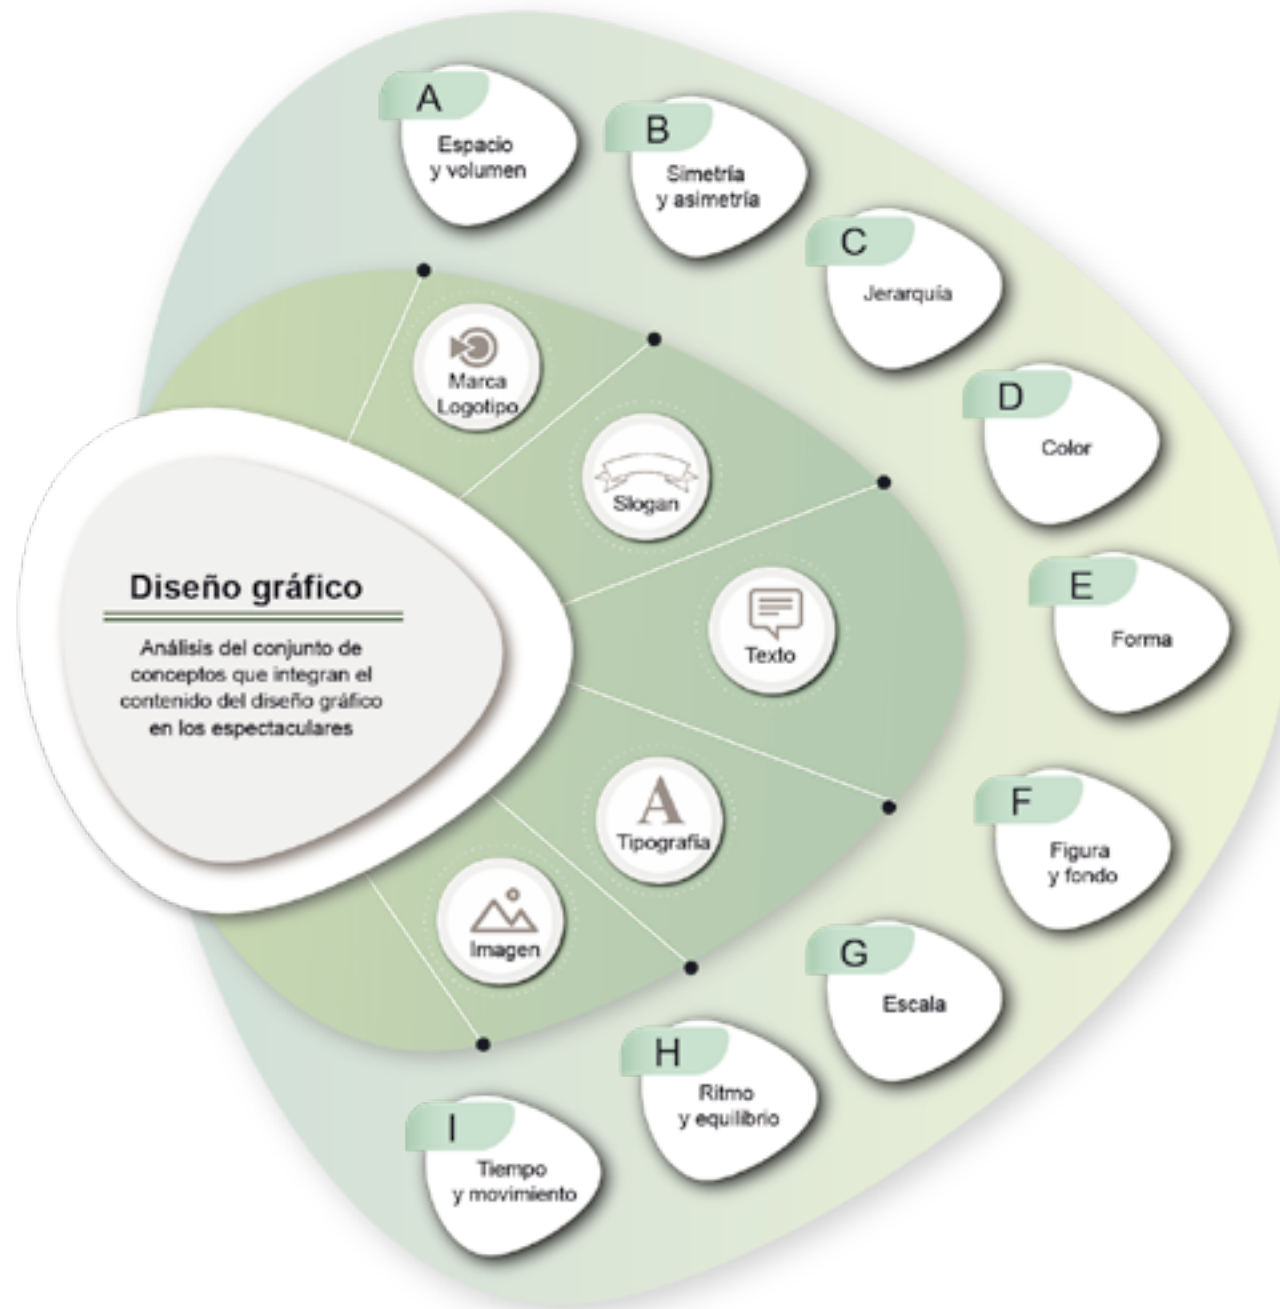 A
Espacio
y volumen
B
Simetría
y asimetría
C
Jerarquía
D
Color
E
Forma
F
Figura
y fondo
G
Escala
H
Ritmo
y equilibrio
I
Tiempo
y movimiento
Marca
Logotipo
Slogan
Texto
A
Tipografía
Imagen
Diseño gráfico
Análisis del conjunto de
conceptos que integran el
contenido del diseño gráfico
en los espectaculares